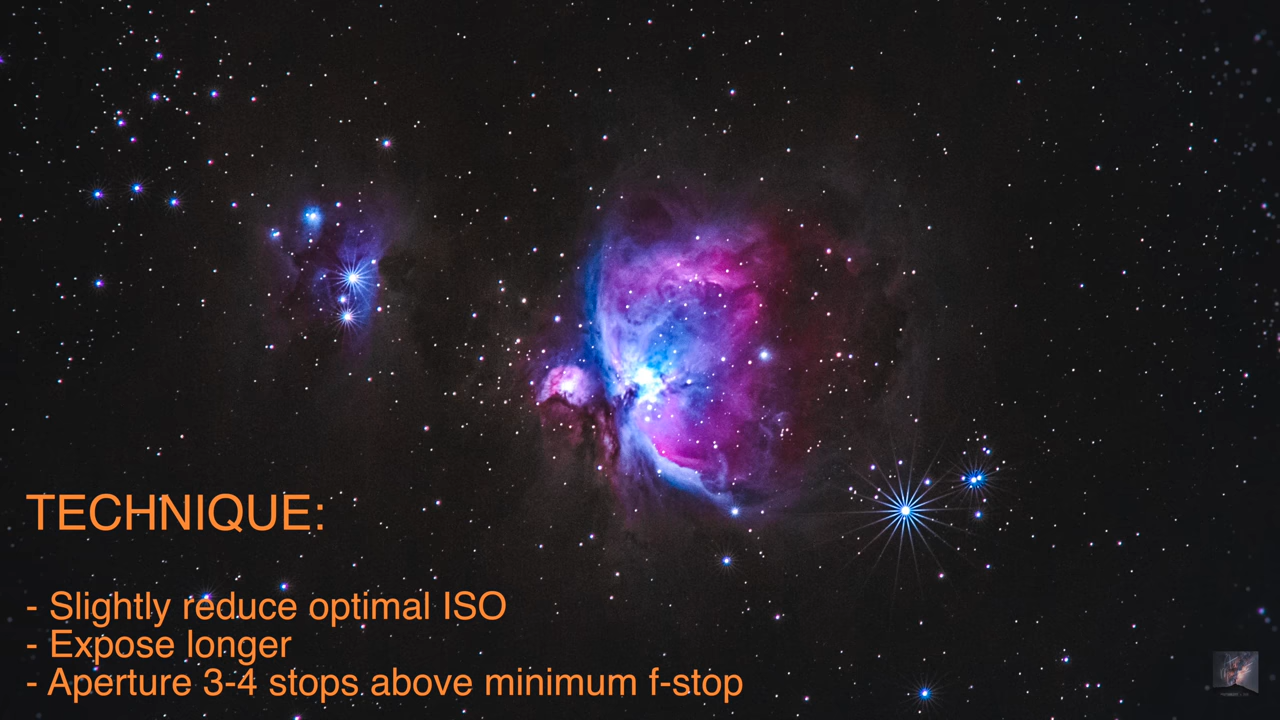 TECHNIQUE:
- Slightly reduce optimal ISO
- Expose longer
- Aperture 3-4 stops above minimum f-stop